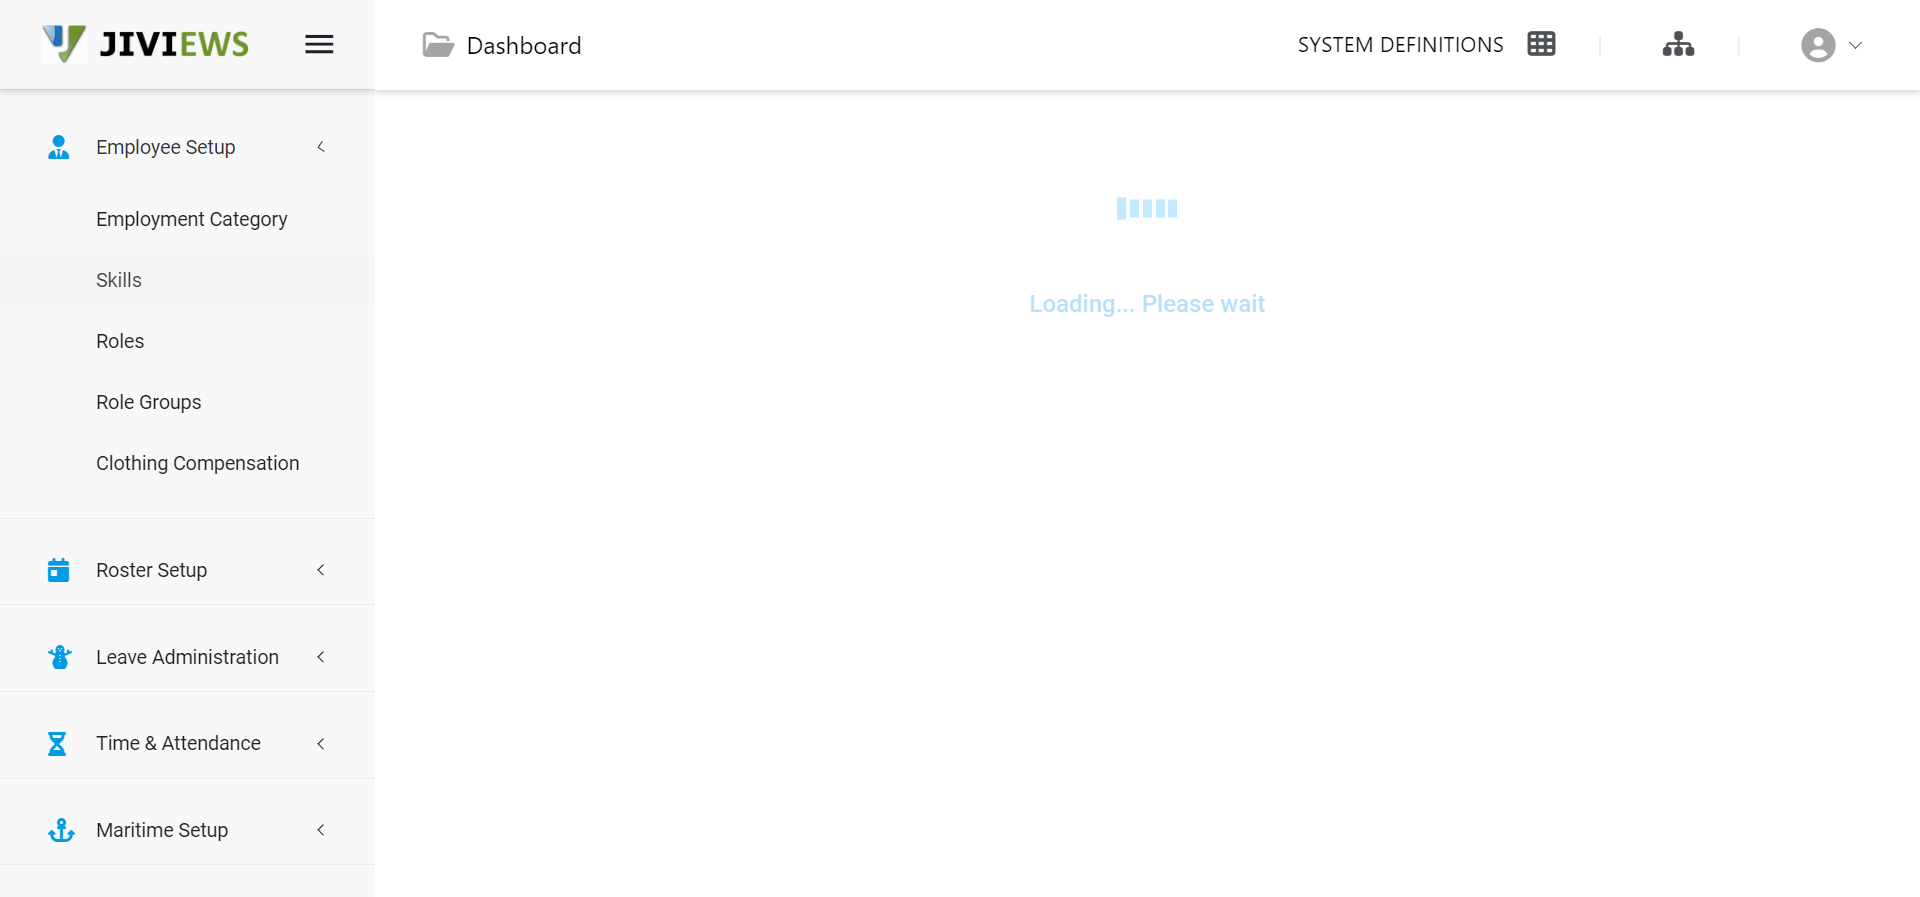 JIVIEWS
Dashboard
SYSTEM DEFINITIONS
Employee Setup
Employment Category
Skills
Roles
Role Groups
Clothing Compensation
Roster Setup
Leave Administration
Time & Attendance
Maritime Setup
Loading... Please wait